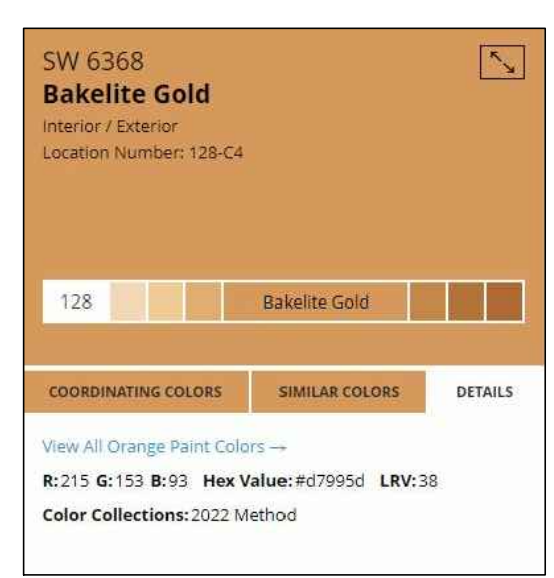 SW 6368
Bakelite Gold
Interior / Exterior
Location Number: 128-C4
128 Bakelite Gold
COORDINATING COLORS SIMILAR COLORS DETAILS
View All Orange Paint Colors →
R:215 G:153 B:93 Hex Value:#d7995d LRV:38
Color Collections:2022 Method